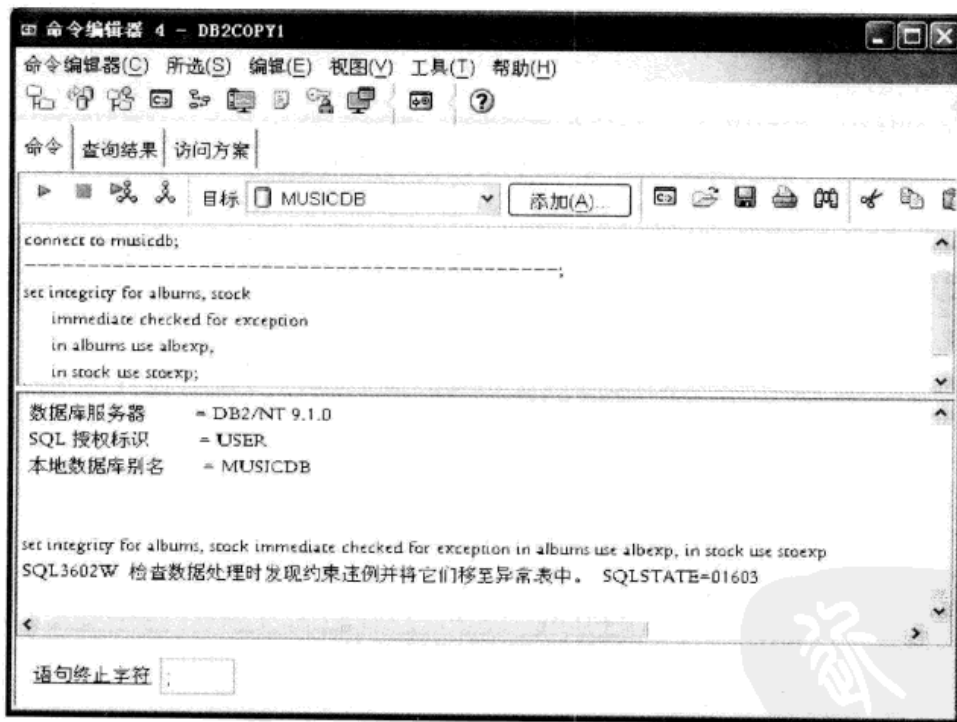 命令编辑器 4 - DB2COPY1
命令编辑器(C) 所选(S) 编辑(E) 视图(V) 工具(T) 帮助(H)
命令 查询结果 访问方案
目标 MUSICDB 添加(A)...
connect to musicdb;
--------------------------------------------------------;
set integrity for albums, stock
immediate checked for exception
in albums use albexp,
in stock use stoexp;
数据库服务器 = DB2/NT 9.1.0
SQL 授权标识 = USER
本地数据库别名 = MUSICDB
set integrity for albums, stock immediate checked for exception in albums use albexp, in stock use stoexp
SQL3602W 检查数据处理时发现约束违例并将它们移至异常表中。 SQLSTATE=01603
语句终止字符 ;